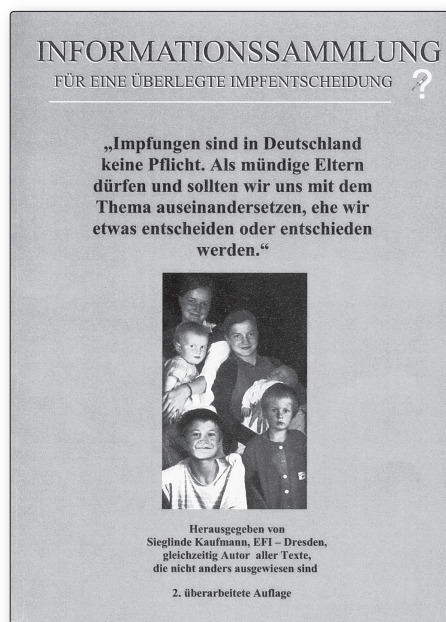 INFORMATIONSSAMMLUNG
FÜR EINE ÜBERLEGTE IMPFENTSCHEIDUNG ?
„Impfungen sind in Deutschland
keine Pflicht. Als mündige Eltern
dürfen und sollten wir uns mit dem
Thema auseinandersetzen, ehe wir
etwas entscheiden oder entschieden
werden.“
Herausgegeben von
Sieglinde Kaufmann, EFI – Dresden,
gleichzeitig Autor aller Texte,
die nicht anders ausgewiesen sind
2. überarbeitete Auflage